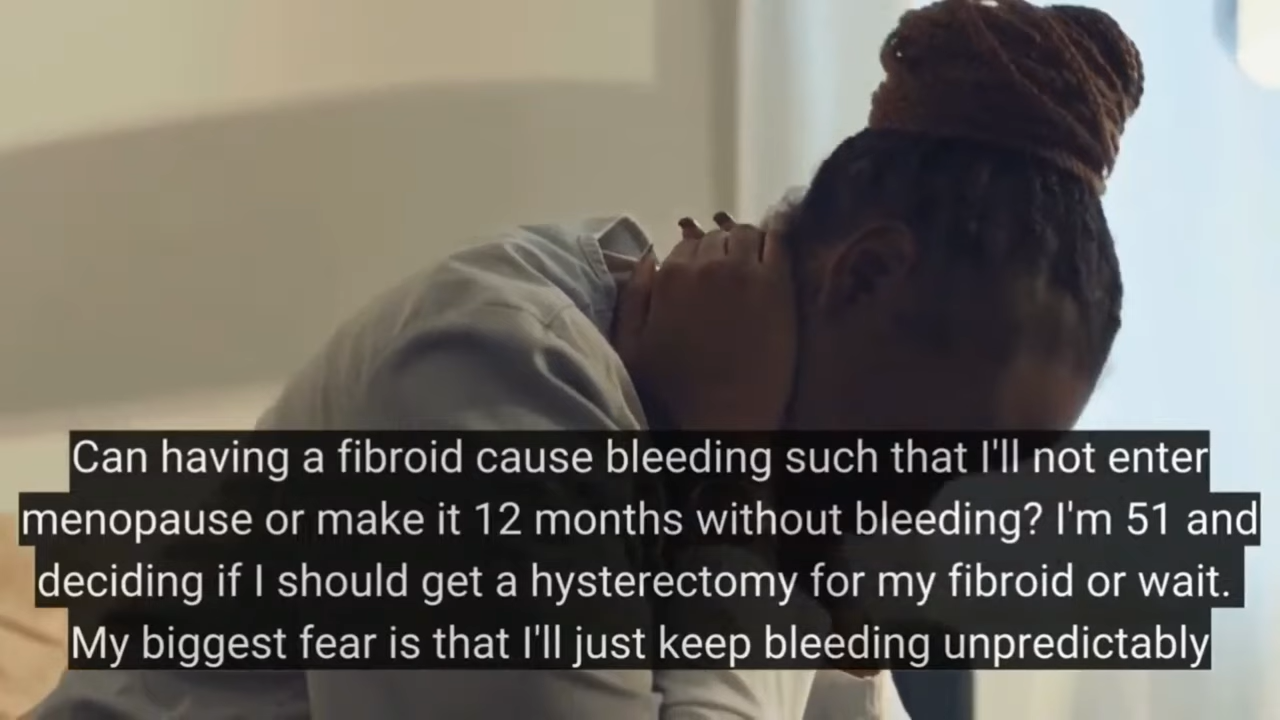 Can having a fibroid cause bleeding such that I'll not enter
menopause or make it 12 months without bleeding? I'm 51 and
deciding if I should get a hysterectomy for my fibroid or wait.
My biggest fear is that I'll just keep bleeding unpredictably